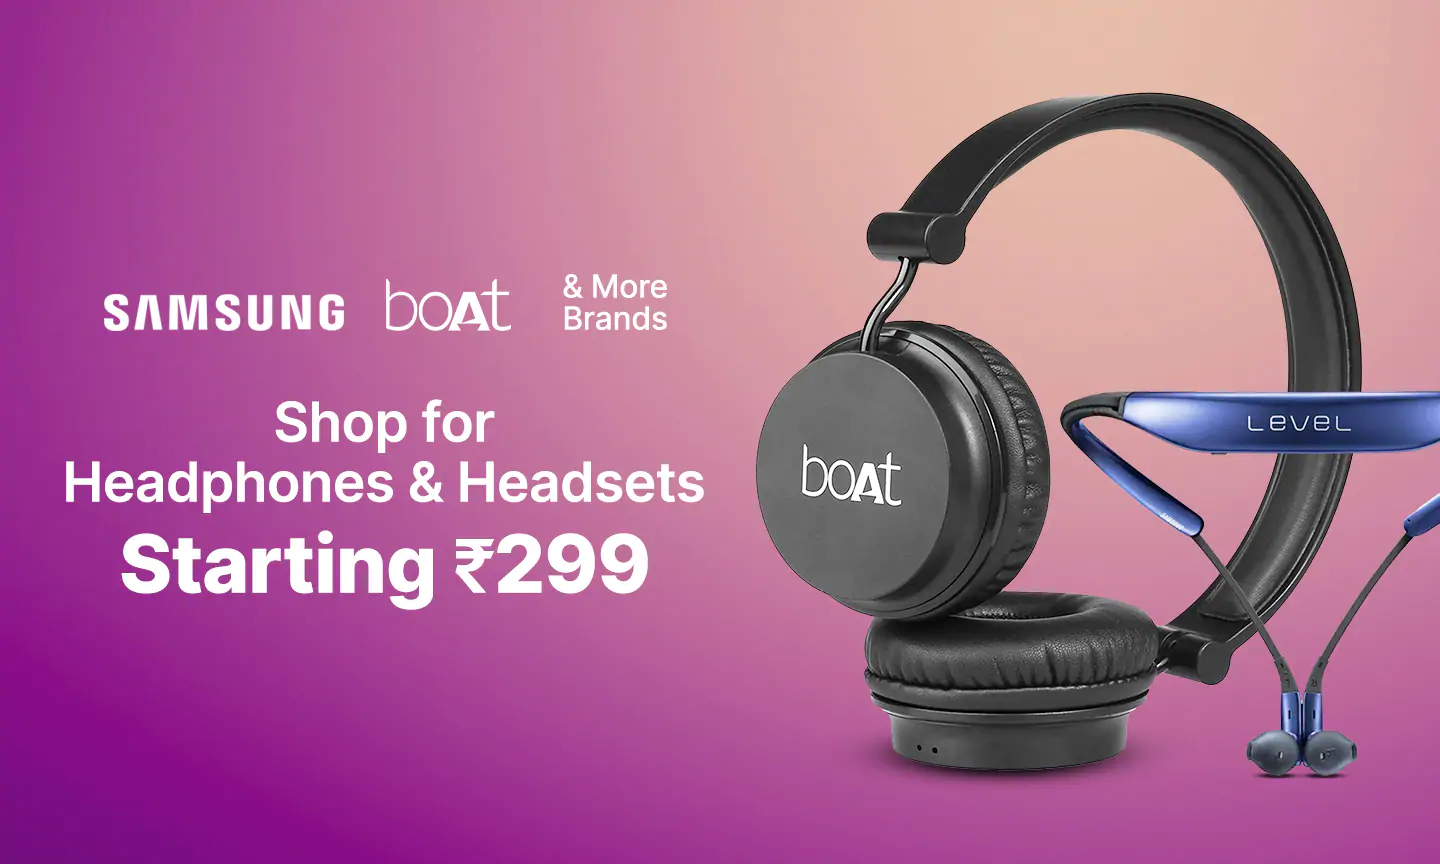 SAMSUNG boAt & More
Brands
Shop for
Headphones & Headsets
Starting ₹299
boAt
LEVEL